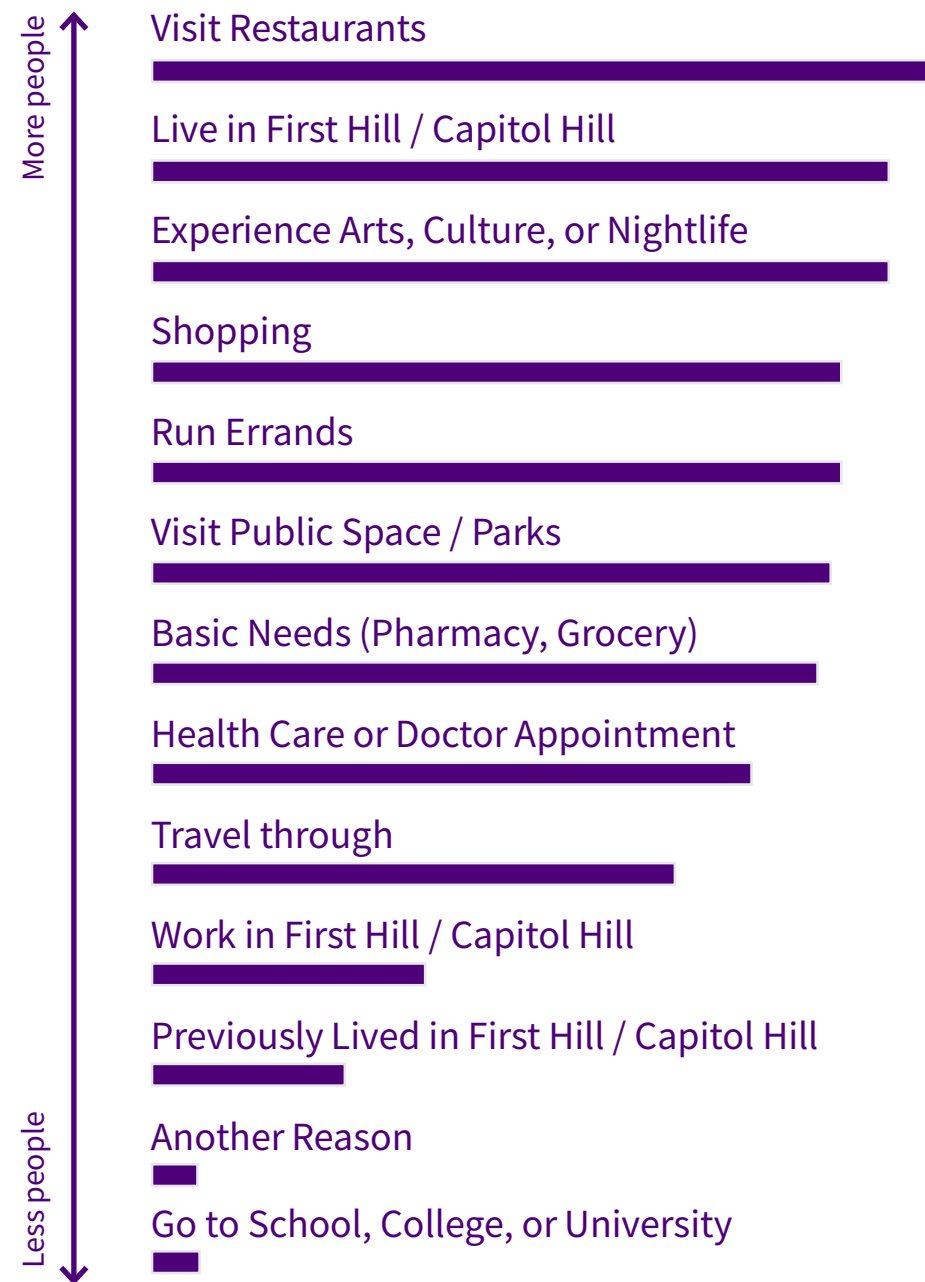 More people
Visit Restaurants
Live in First Hill / Capitol Hill
Experience Arts, Culture, or Nightlife
Shopping
Run Errands
Visit Public Space / Parks
Basic Needs (Pharmacy, Grocery)
Health Care or Doctor Appointment
Travel through
Work in First Hill / Capitol Hill
Previously Lived in First Hill / Capitol Hill
Another Reason
Go to School, College, or University
Less people